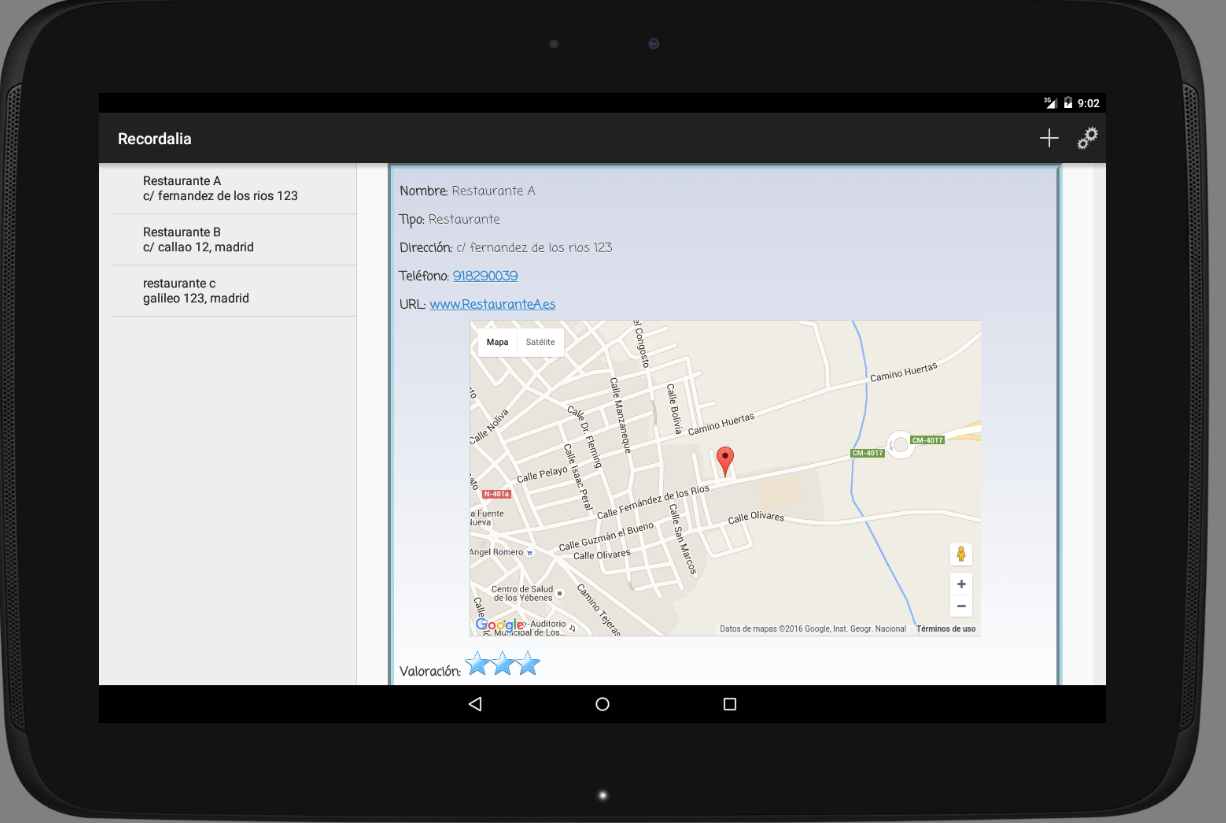 3G 9:02
Recordalia
Restaurante A
c/ fernandez de los rios 123
Restaurante B
c/ callao 12, madrid
restaurante c
galileo 123, madrid
Nombre: Restaurante A
Tipo: Restaurante
Dirección: c/ fernandez de los rios 123
Teléfono: 918290039
URL: www.RestauranteA.es
Mapa Satélite
el Congosto
Camino Huertas
Calle Manzaneque
Calle Bolivia
Calle Noliva
Calle Dr. Fleming
Camino Huertas
CM-4017
CM-4017
Calle Isaac Peral
Calle Pelayo
N-401a
Calle Fernández de los Ríos
a Fuente
Nueva
Calle Olivares
Calle San Marcos
Calle Guzmán el Bueno
Angel Romero
Calle Olivares
Centro de Salud
de los Yébenes
Camino Tejeras
Calle
Google
-Auditorio
Municipal de Los...
Datos de mapas ©2016 Google, Inst. Geogr. Nacional Términos de uso
Valoración: